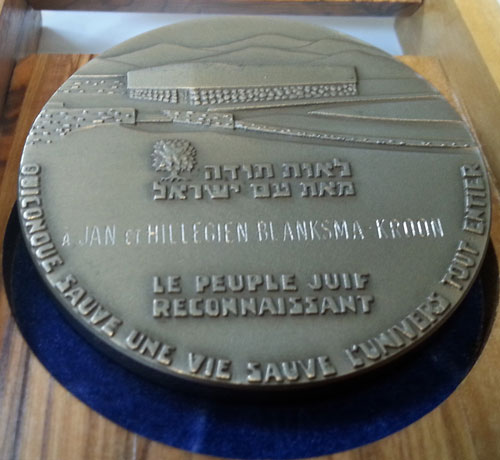 לאות תודה
מאת עם ישראל
À JAN et HILLEGIEN BLANKSMA-KROON
LE PEUPLE JUIF
RECONNAISSANT
QUICONQUE SAUVE UNE VIE SAUVE L'UNIVERS TOUT ENTIER